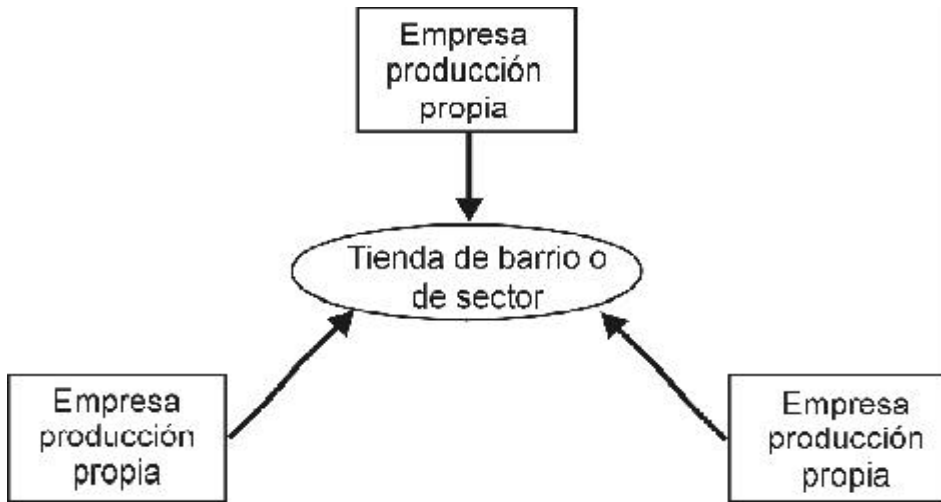 Empresa
producción
propia
Tienda de barrio o
de sector
Empresa
producción
propia
Empresa
producción
propia